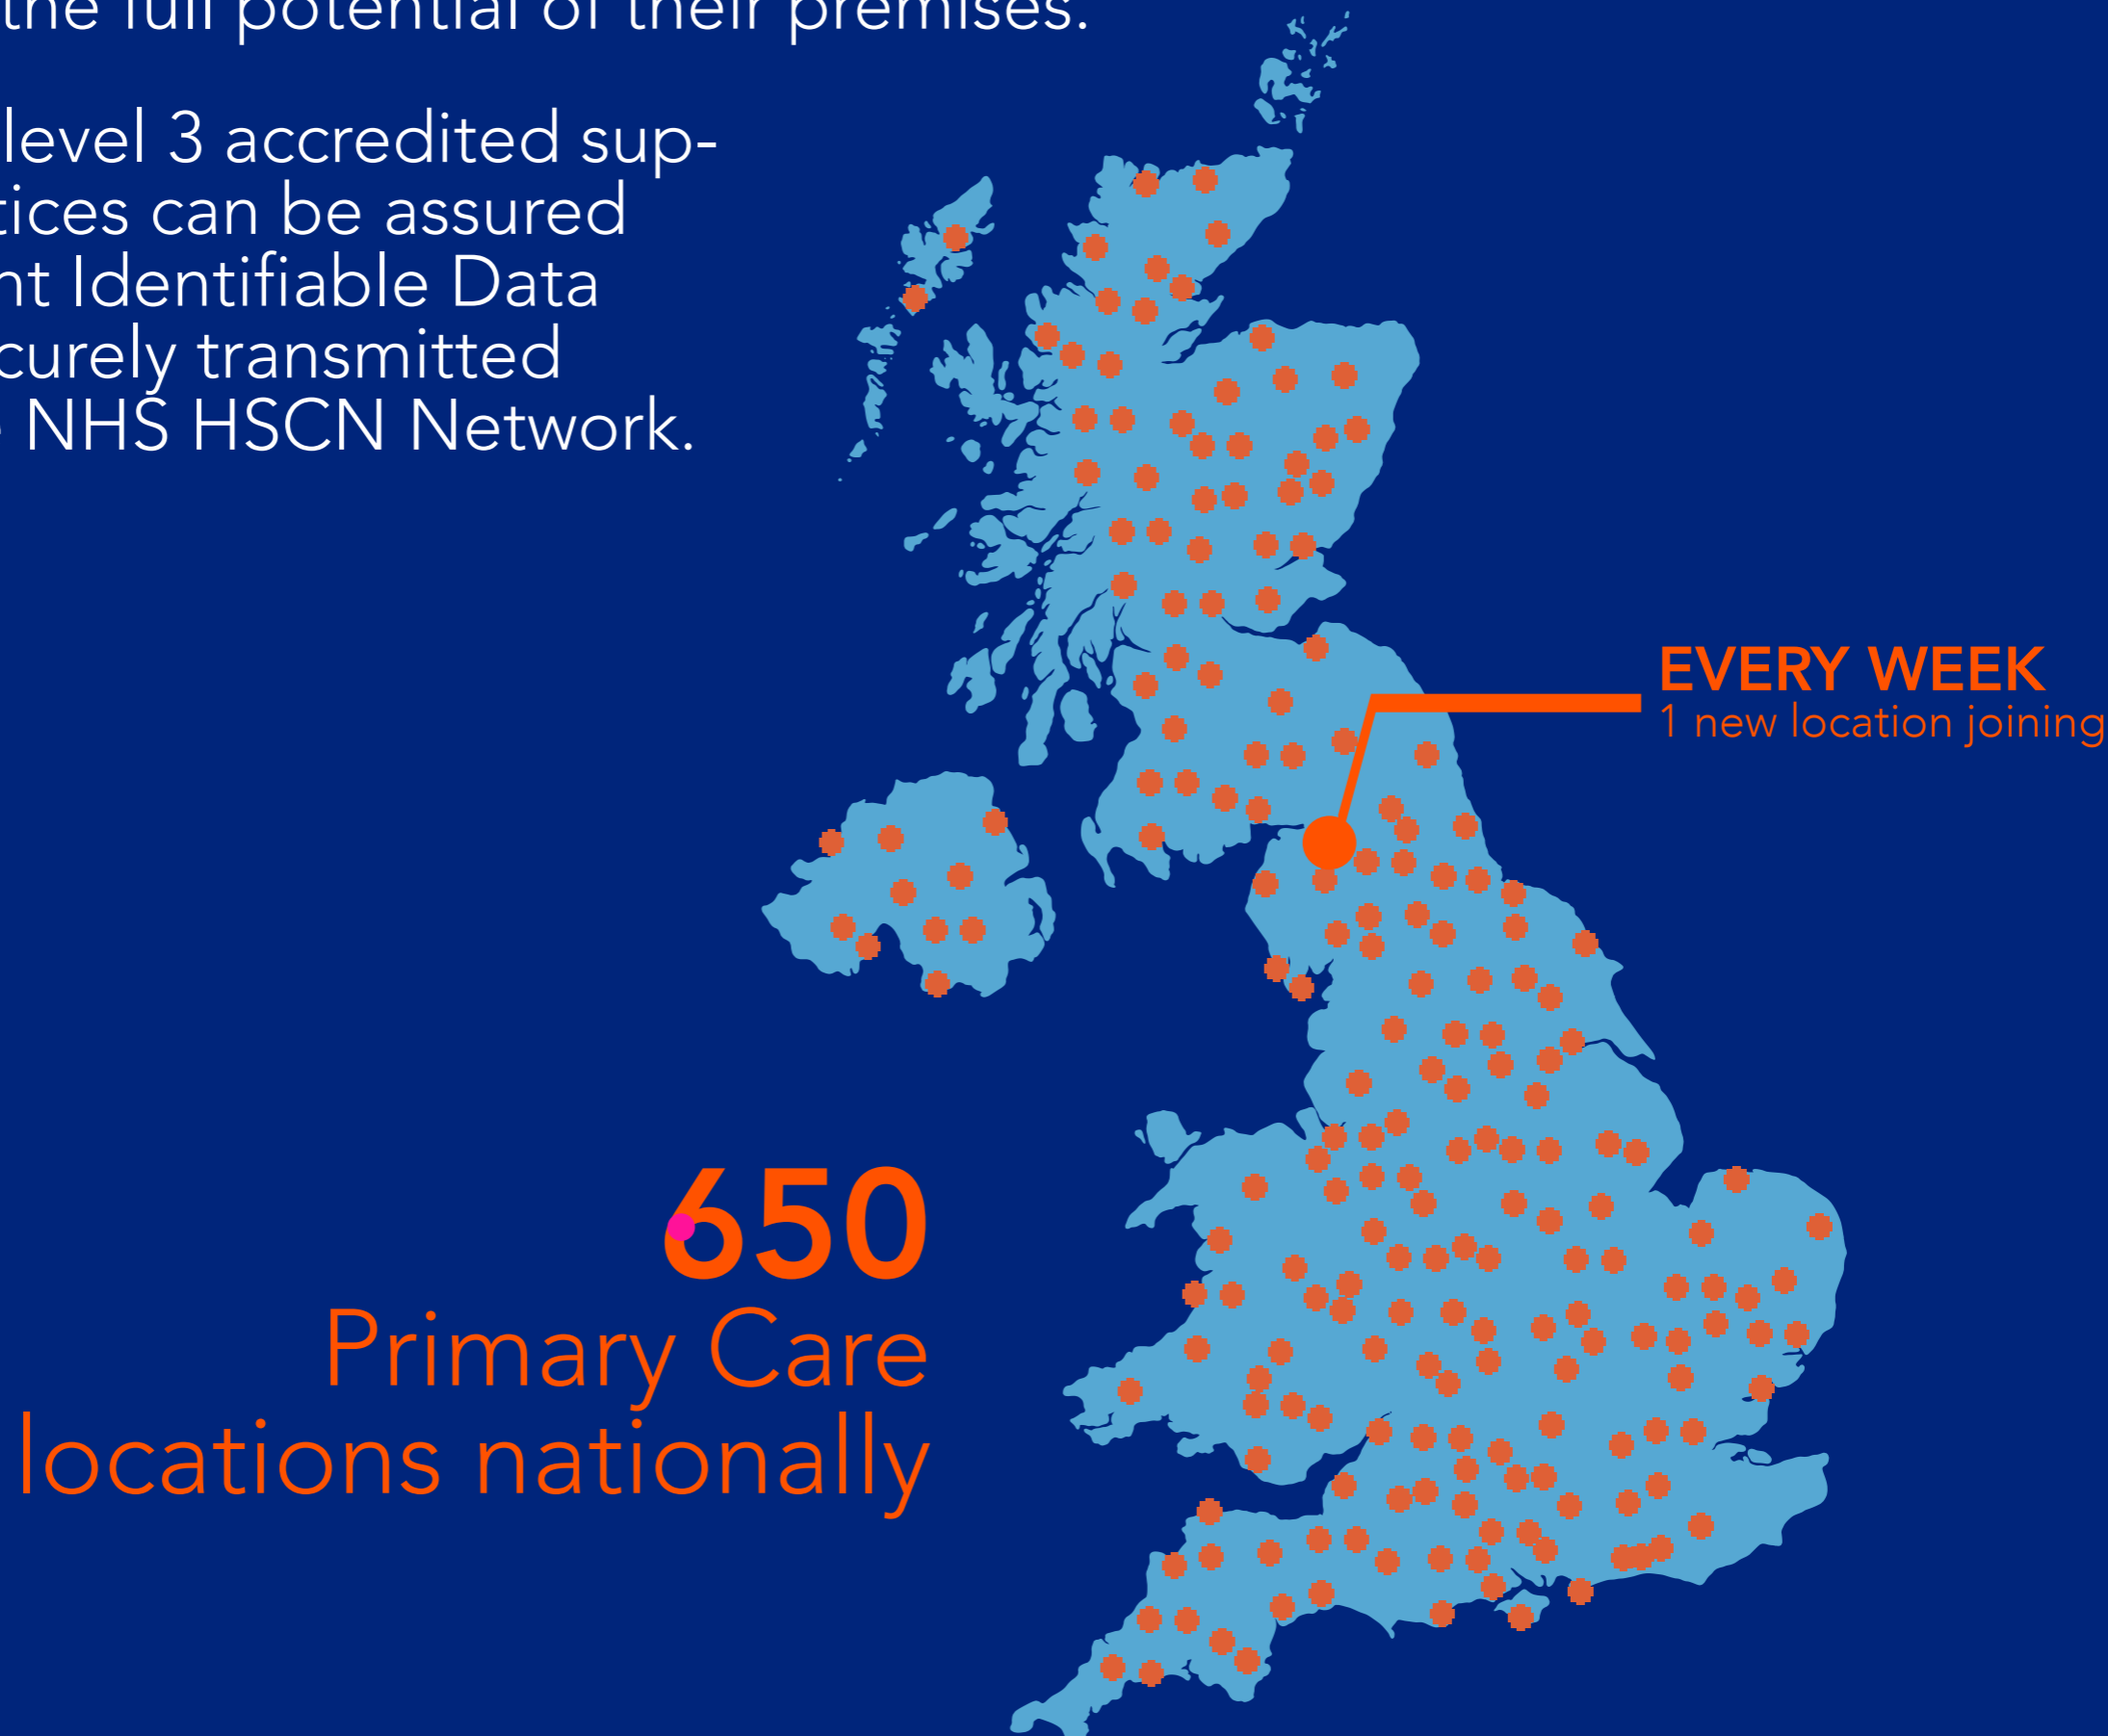 the full potential of their premises.
level 3 accredited sup-
tices can be assured
nt Identifiable Data
curely transmitted
NHS HSCN Network.
EVERY WEEK
1 new location joining
650
Primary Care
locations nationally